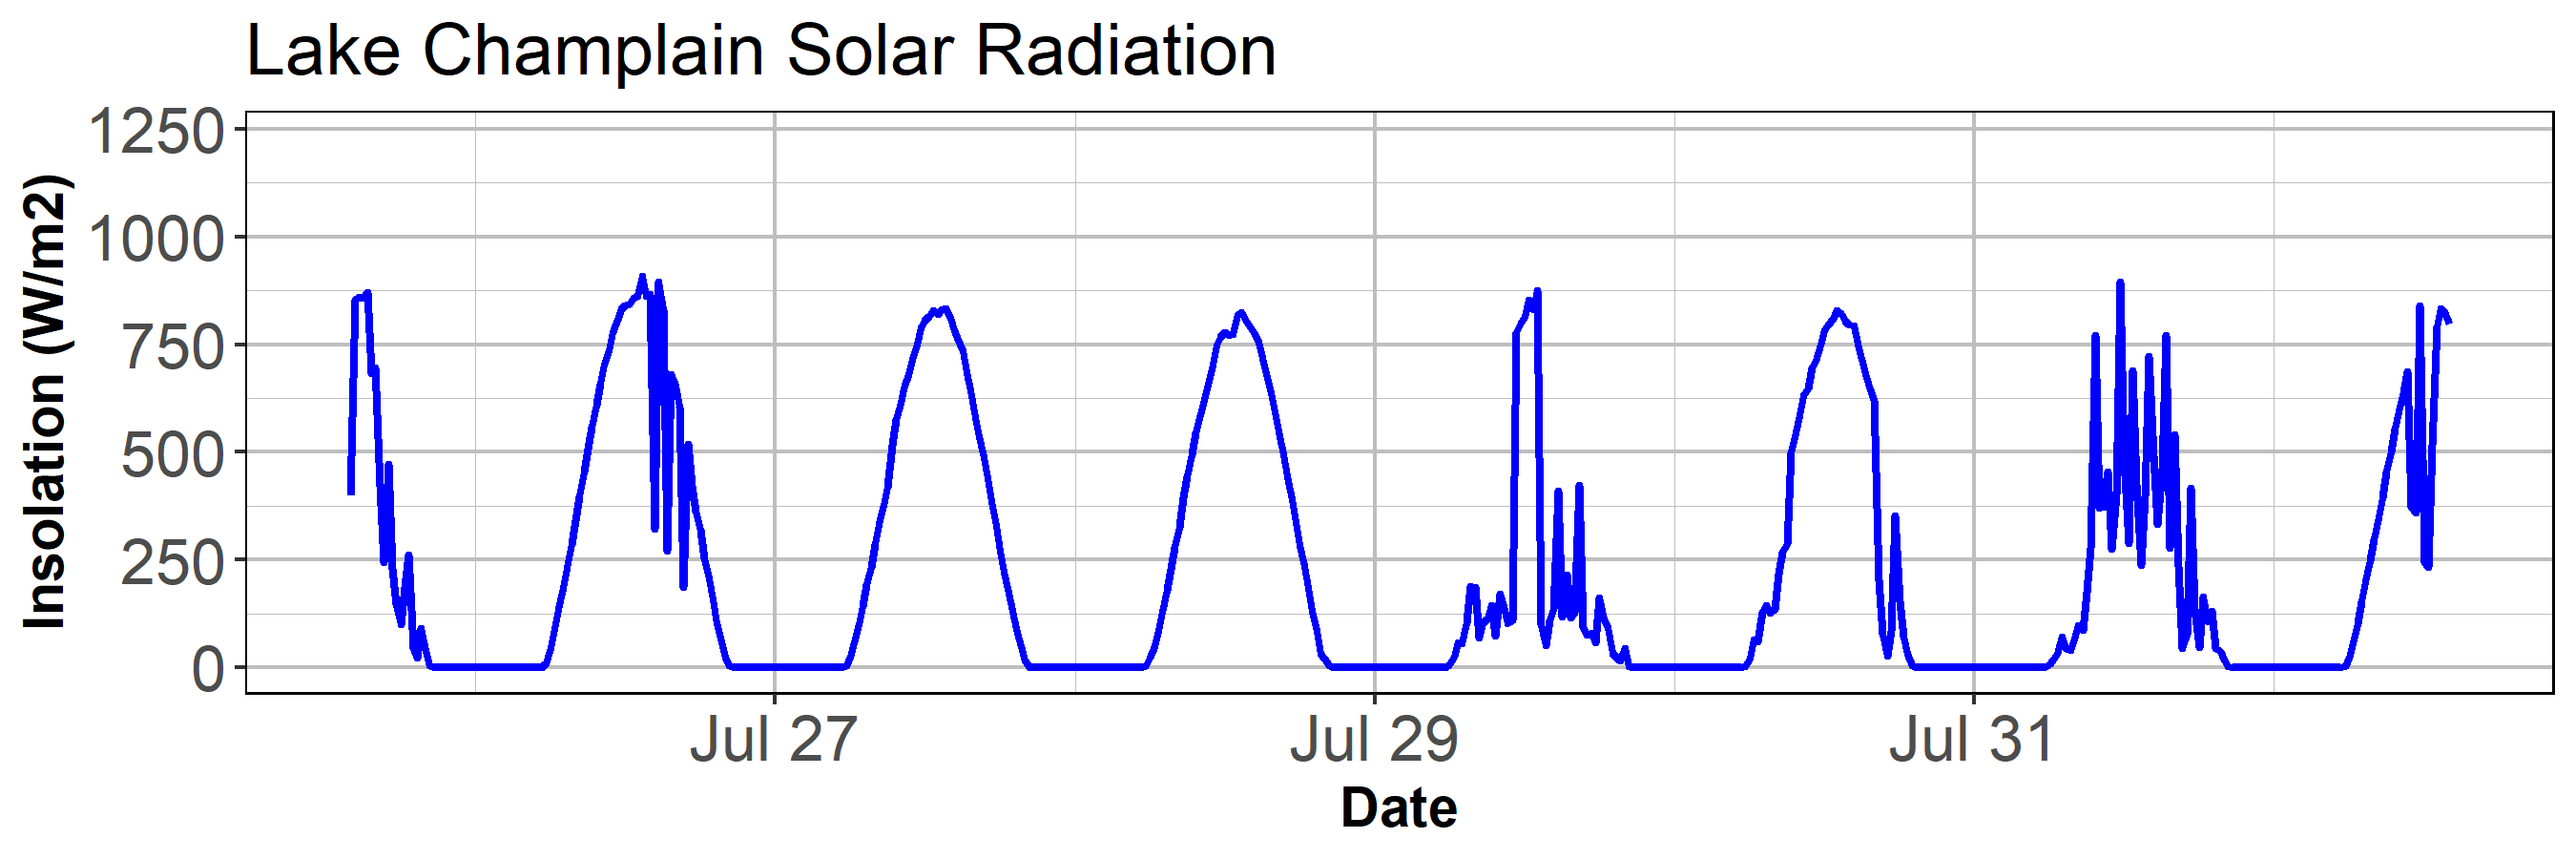 Lake Champlain Solar Radiation
Insolation (W/m2)
1250
1000
750
500
250
0
Jul 27
Jul 29
Jul 31
Date